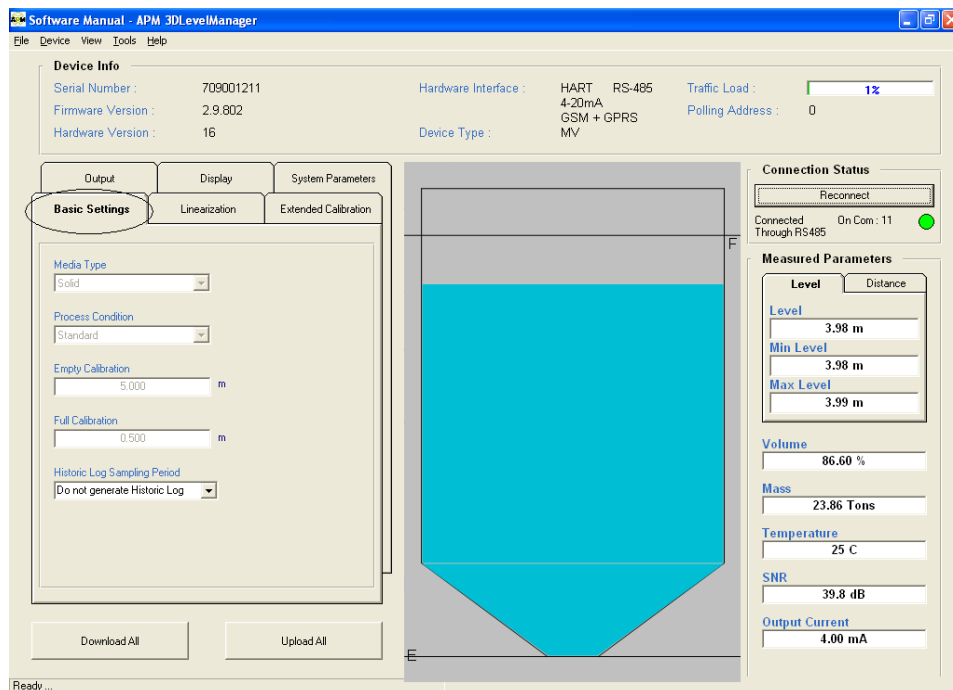 Software Manual - APM 3DLevelManager
File Device View Tools Help
Device Info
Serial Number : 709001211
Firmware Version : 2.9.802
Hardware Version : 16
Hardware Interface : HART RS-485
4-20mA
GSM + GPRS
Device Type : MV
Traffic Load : 1%
Polling Address : 0
Output Display System Parameters
Basic Settings Linearization Extended Calibration
Media Type
Solid
Process Condition
Standard
Empty Calibration
5.000 m
Full Calibration
0.500 m
Historic Log Sampling Period
Do not generate Historic Log
Download All Upload All
F
E
Connection Status
Reconnect
Connected On Com : 11
Through RS485
Measured Parameters
Level Distance
Level
3.98 m
Min Level
3.98 m
Max Level
3.99 m
Volume
86.60 %
Mass
23.86 Tons
Temperature
25 C
SNR
39.8 dB
Output Current
4.00 mA
Ready ...